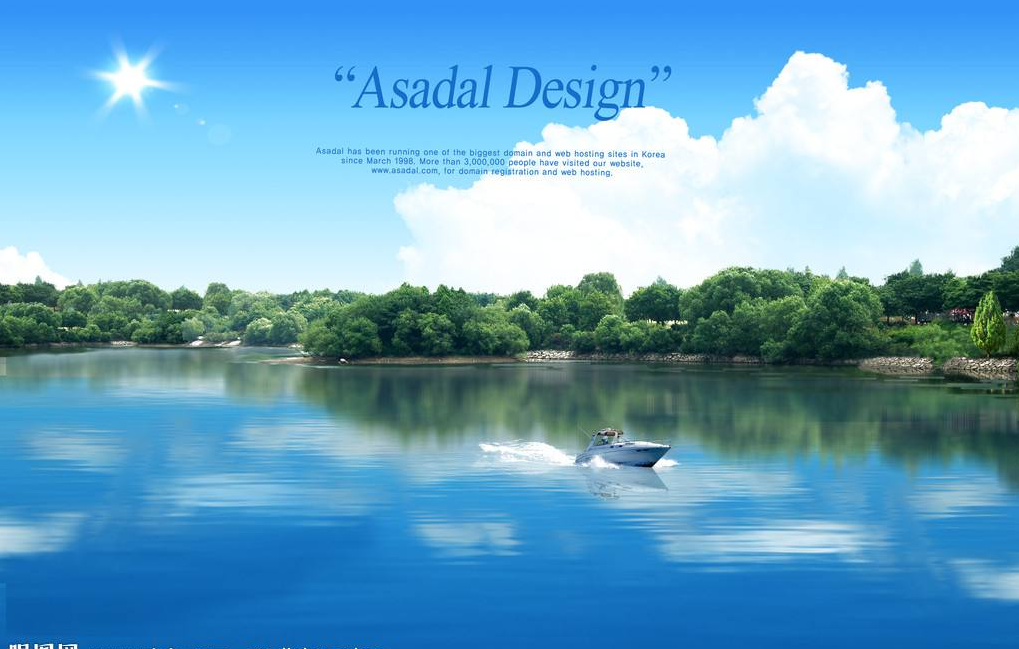 “Asadal Design”
Asadal has been running one of the biggest domain and web hosting sites in Korea
since March 1998. More than 3,000,000 people have visited our website,
www.asadal.com, for domain registration and web hosting.